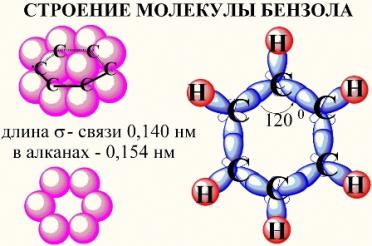 СТРОЕНИЕ МОЛЕКУЛЫ БЕНЗОЛА
C C
C C
C C
длина σ- связи 0,140 нм
в алканах - 0,154 нм
H
H H
C
C C
120 0
C C
C
H H
H